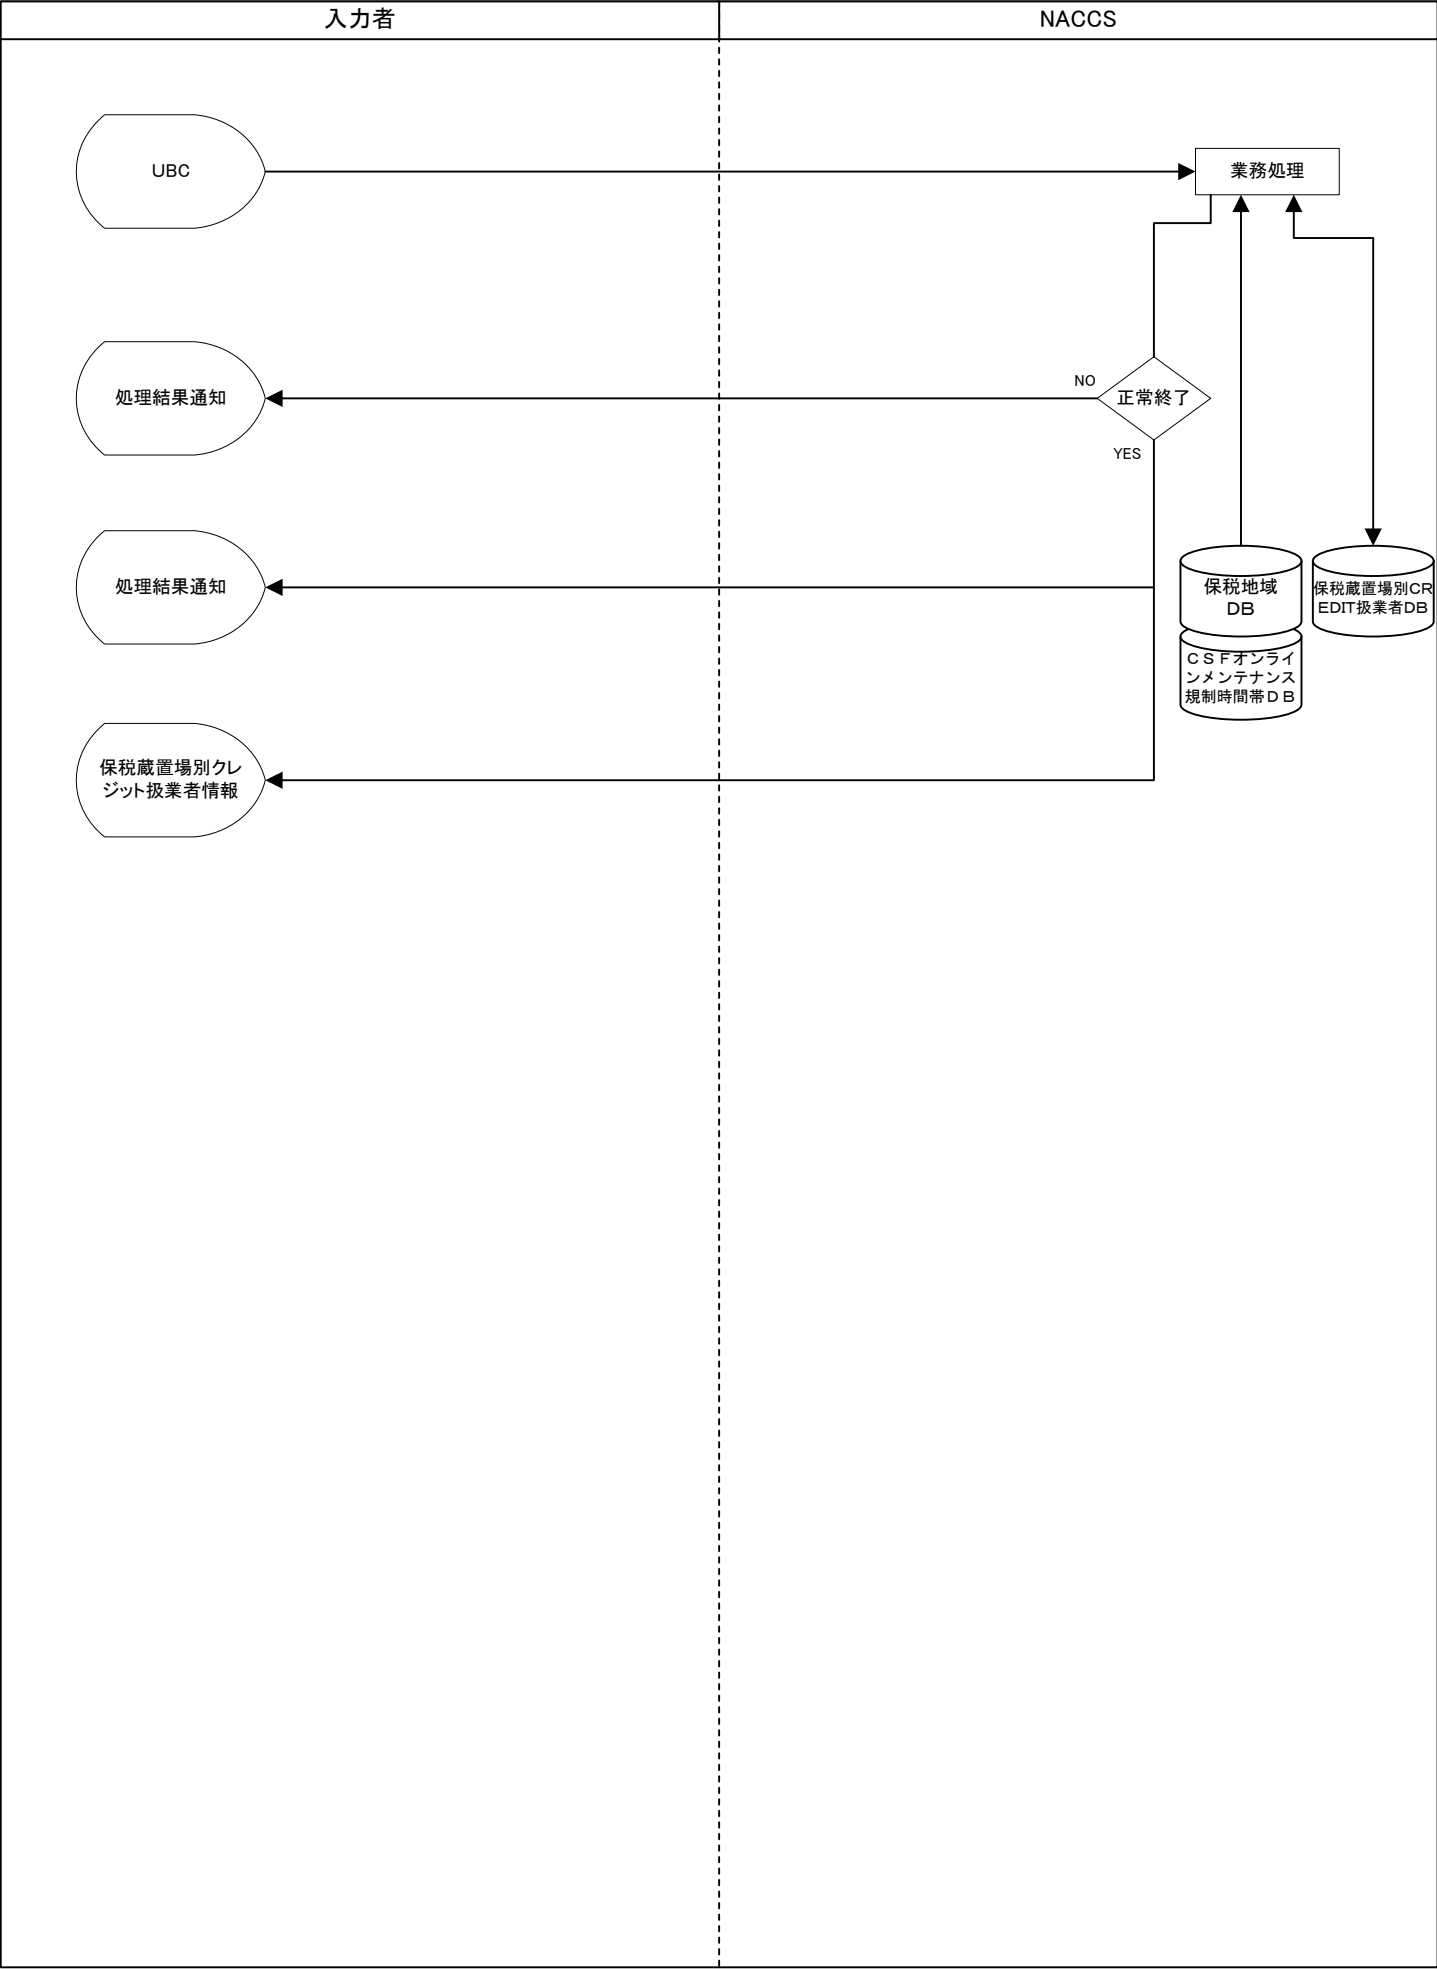 入力者
NACCS
UBC
業務処理
処理結果通知
NO
正常終了
YES
処理結果通知
保税地域
DB
保税蔵置場別CR
EDIT扱業者DB
ＣＳＦオンライ
ンメンテナンス
規制時間帯ＤＢ
保税蔵置場別クレ
ジット扱業者情報